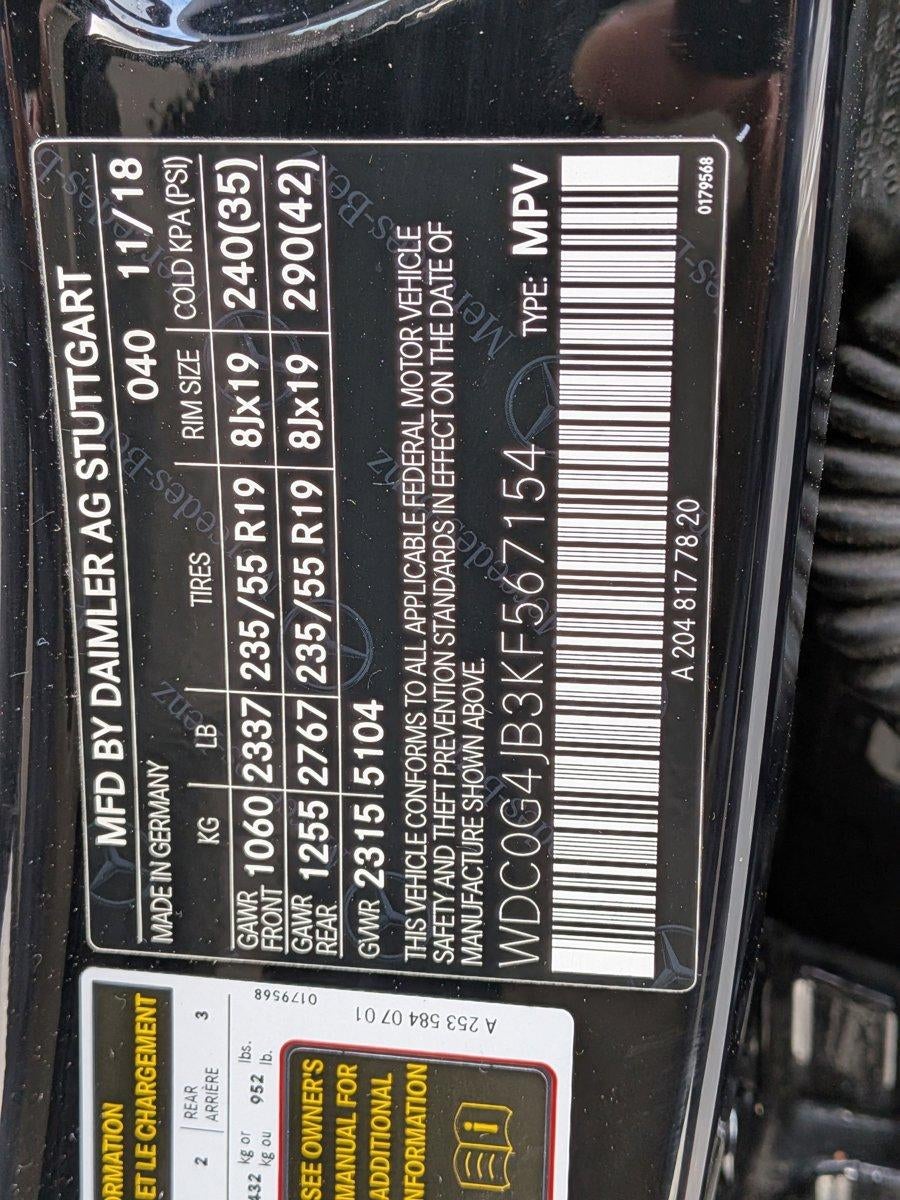 MFD BY DAIMLER AG STUTTGART
MADE IN GERMANY 040 11/18
KG LB TIRES RIM SIZE COLD KPA (PSI)
GAWR FRONT 1060 2337 235/55 R19 8Jx19 240(35)
GAWR REAR 1255 2767 235/55 R19 8Jx19 290(42)
GVWR 2315 5104
THIS VEHICLE CONFORMS TO ALL APPLICABLE FEDERAL MOTOR VEHICLE
SAFETY AND THEFT PREVENTION STANDARDS IN EFFECT ON THE DATE OF
MANUFACTURE SHOWN ABOVE.
WDC0G4JB3KF567154 TYPE: MPV
A 204 817 78 20 0179568
ORMATION
ET LE CHARGEMENT
2 REAR ARRIÈRE 3
432 kg or kg ou 952 lbs. lb.
0179568
A 253 584 07 01
SEE OWNER'S
MANUAL FOR
ADDITIONAL
INFORMATION